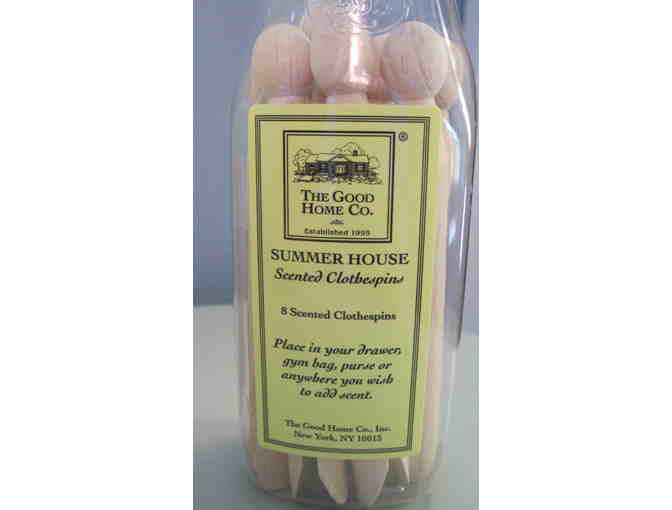 ®
THE GOOD
HOME CO.
Established 1995
SUMMER HOUSE
Scented Clothespins
8 Scented Clothespins
Place in your drawer,
gym bag, purse or
anywhere you wish
to add scent.
The Good Home Co., Inc.
New York, NY 10013